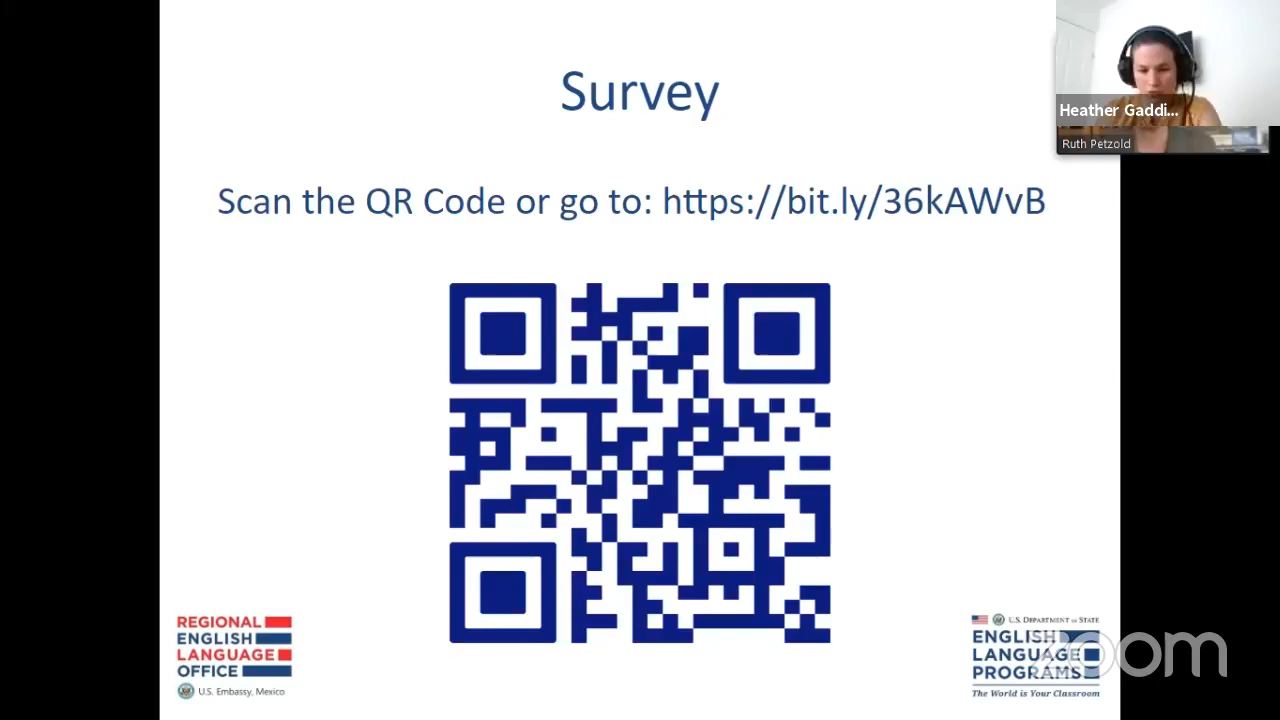 Survey
Heather Gaddi...
Ruth Petzold
Scan the QR Code or go to: https://bit.ly/36kAWvB
REGIONAL
ENGLISH
LANGUAGE
OFFICE
U.S. Embassy, Mexico
U.S. DEPARTMENT OF STATE
ENGLISH
LANGUAGE
PROGRAMS
The World is Your Classroom
zoom